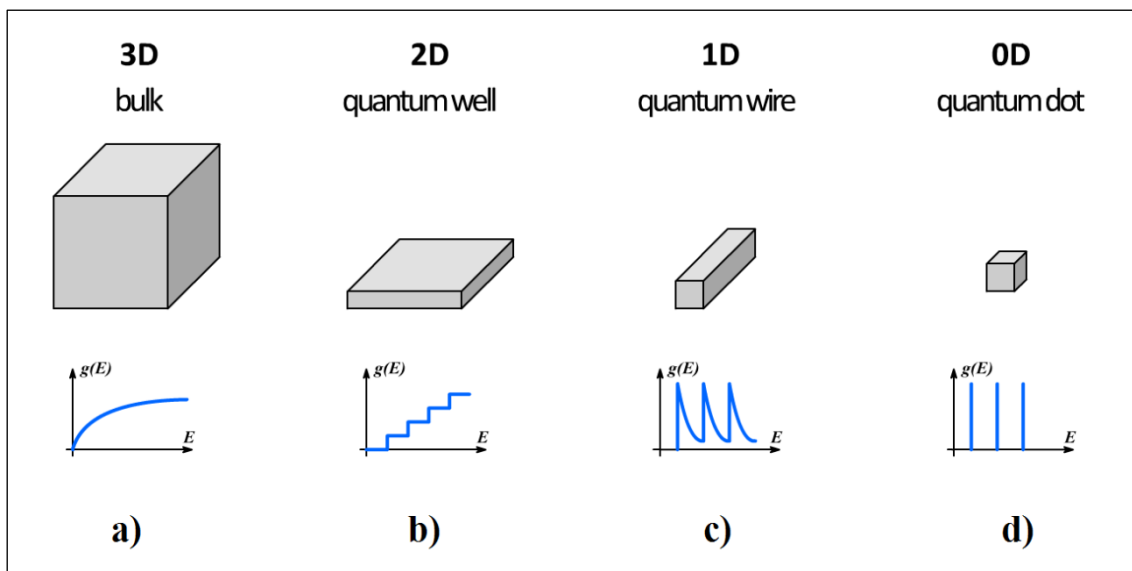 3D
bulk
2D
quantum well
1D
quantum wire
0D
quantum dot
g(E)
E
g(E)
E
g(E)
E
g(E)
E
a)
b)
c)
d)